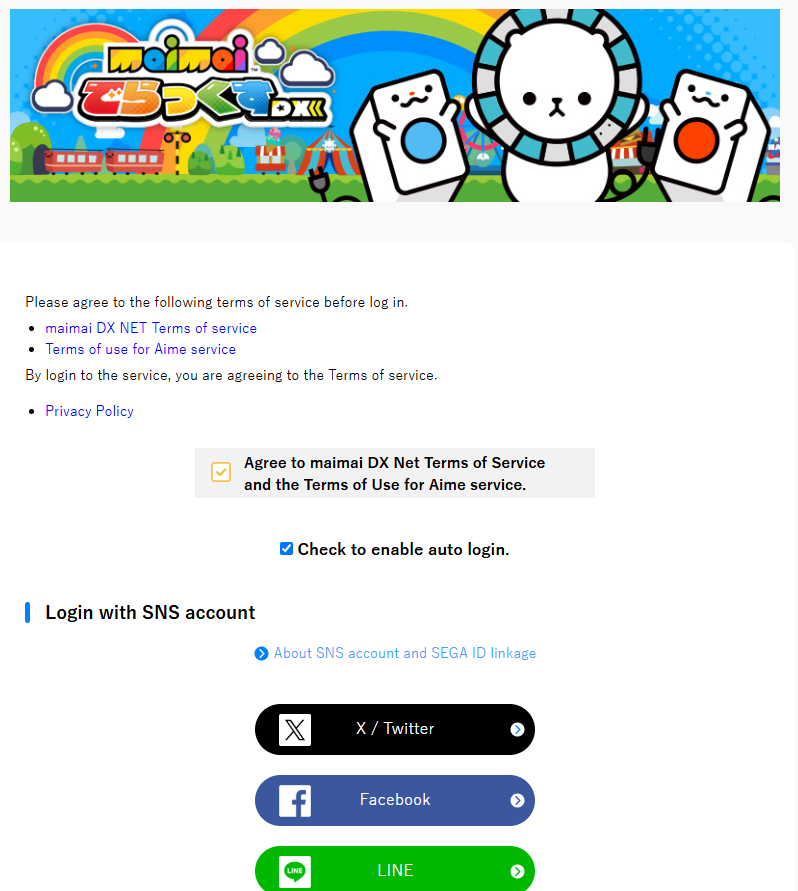 maimai
でらっくす DX
Please agree to the following terms of service before log in.
maimai DX NET Terms of service
Terms of use for Aime service
By login to the service, you are agreeing to the Terms of service.
Privacy Policy
Agree to maimai DX Net Terms of Service
and the Terms of Use for Aime service.
Check to enable auto login.
Login with SNS account
About SNS account and SEGA ID linkage
X / Twitter
Facebook
LINE LINE